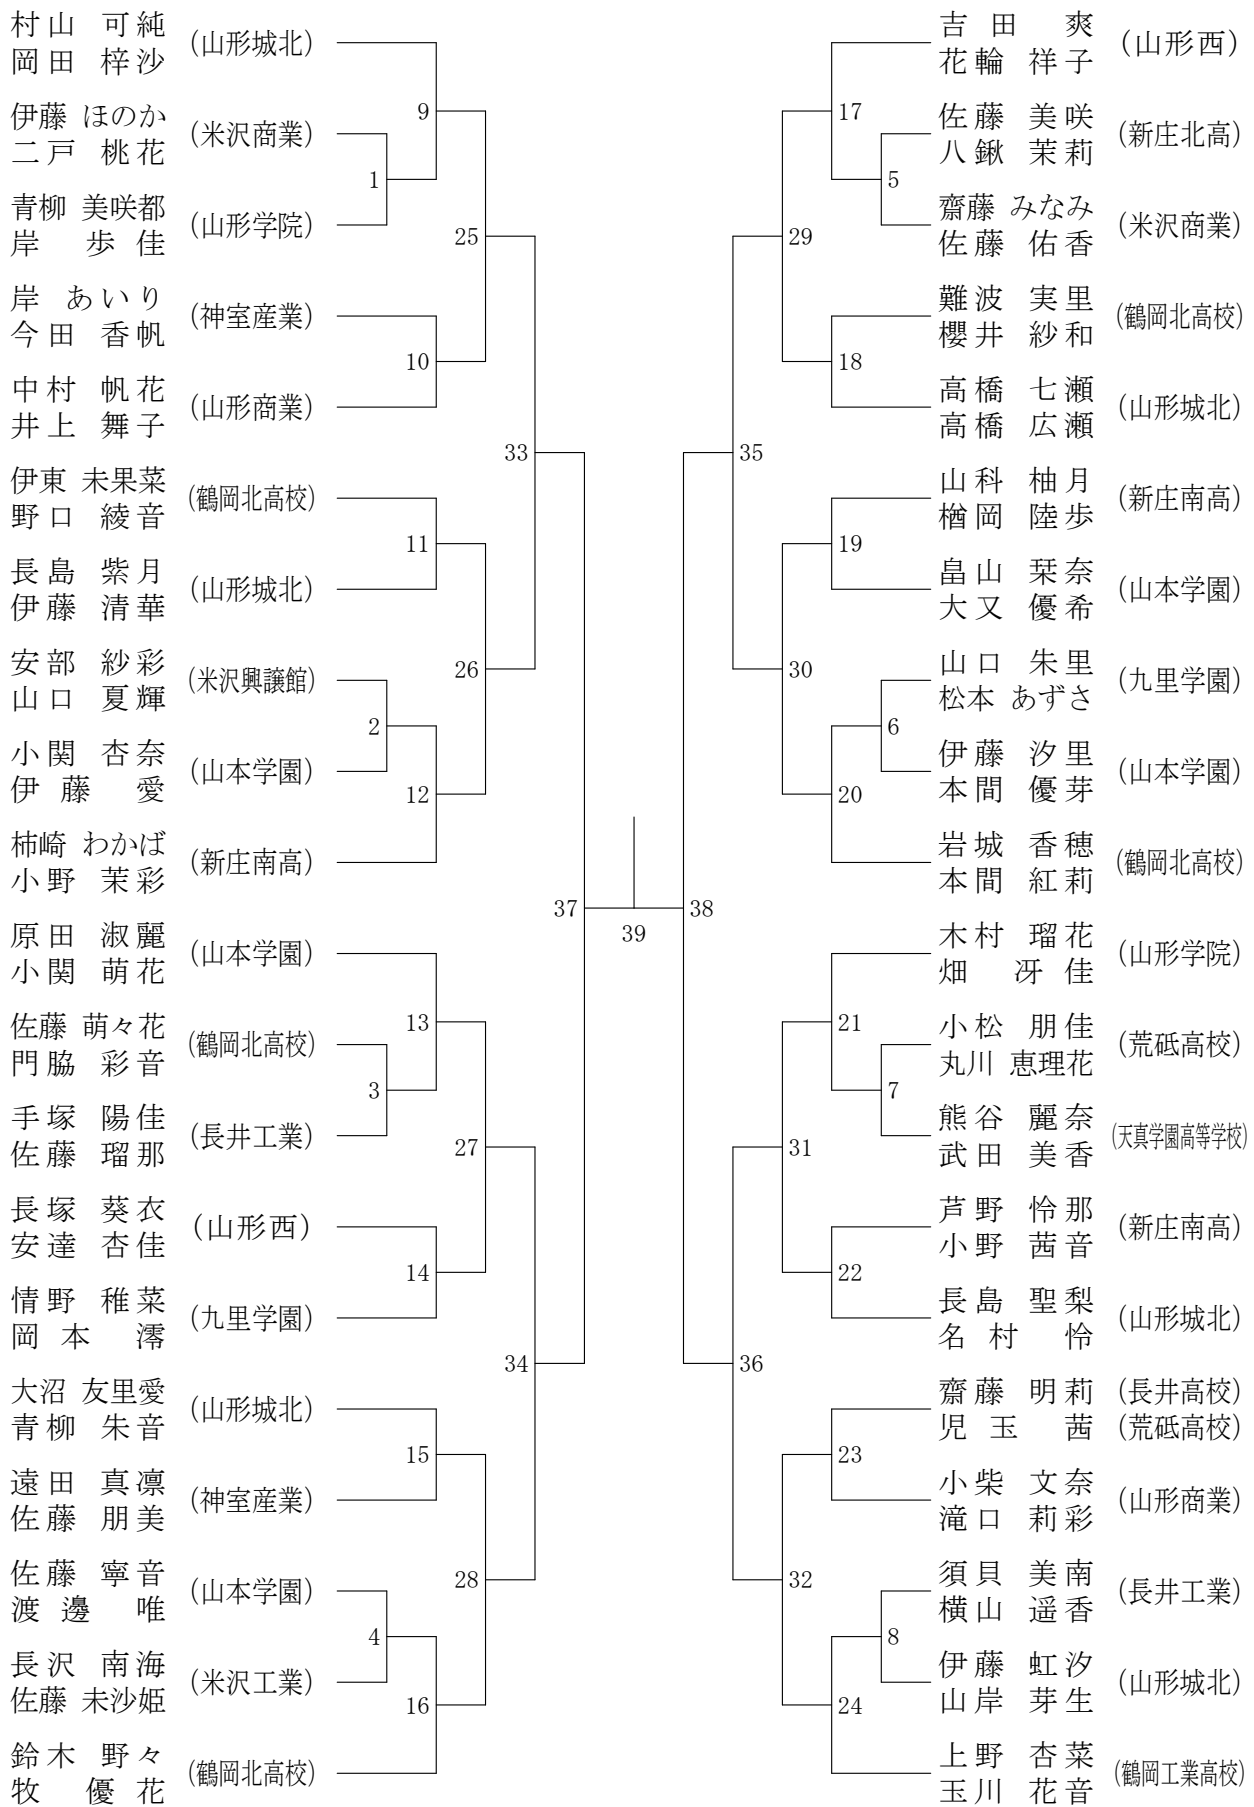 村山 可純
岡田 梓沙
(山形城北)
伊藤 ほのか
二戸 桃花
(米沢商業)
青柳 美咲都
岸 歩佳
(山形学院)
岸 あいり
今田 香帆
(神室産業)
中村 帆花
井上 舞子
(山形商業)
伊東 未果菜
野口 綾音
(鶴岡北高校)
長島 紫月
伊藤 清華
(山形城北)
安部 紗彩
山口 夏輝
(米沢興譲館)
小関 杏奈
伊藤 愛
(山本学園)
柿崎 わかば
小野 茉彩
(新庄南高)
原田 淑麗
小関 萌花
(山本学園)
佐藤 萌々花
門脇 彩音
(鶴岡北高校)
手塚 陽佳
佐藤 瑠那
(長井工業)
長塚 葵衣
安達 杏佳
(山形西)
情野 稚菜
岡本 澪
(九里学園)
大沼 友里愛
青柳 朱音
(山形城北)
遠田 真凛
佐藤 朋美
(神室産業)
佐藤 寧音
渡邊 唯
(山本学園)
長沢 南海
佐藤 未沙姫
(米沢工業)
鈴木 野々
牧 優花
(鶴岡北高校)
9
1
25
10
33
11
26
2
12
37
13
3
27
14
34
15
28
4
16
39
38
17
5
29
18
35
19
30
6
20
21
7
31
22
36
23
32
8
24
吉田 爽
花輪 祥子
(山形西)
佐藤 美咲
八鍬 茉莉
(新庄北高)
齋藤 みなみ
佐藤 佑香
(米沢商業)
難波 実里
櫻井 紗和
(鶴岡北高校)
高橋 七瀬
高橋 広瀬
(山形城北)
山科 柚月
楢岡 陸歩
(新庄南高)
畠山 栞奈
大又 優希
(山本学園)
山口 朱里
松本 あずさ
(九里学園)
伊藤 汐里
本間 優芽
(山本学園)
岩城 香穂
本間 紅莉
(鶴岡北高校)
木村 瑠花
畑 冴佳
(山形学院)
小松 朋佳
丸川 恵理花
(荒砥高校)
熊谷 麗奈
武田 美香
(天真学園高等学校)
芦野 怜那
小野 茜音
(新庄南高)
長島 聖梨
名村 怜
(山形城北)
齋藤 明莉 (長井高校)
児玉 茜 (荒砥高校)
小柴 文奈
滝口 莉彩
(山形商業)
須貝 美南
横山 遥香
(長井工業)
伊藤 虹汐
山岸 芽生
(山形城北)
上野 杏菜
玉川 花音
(鶴岡工業高校)